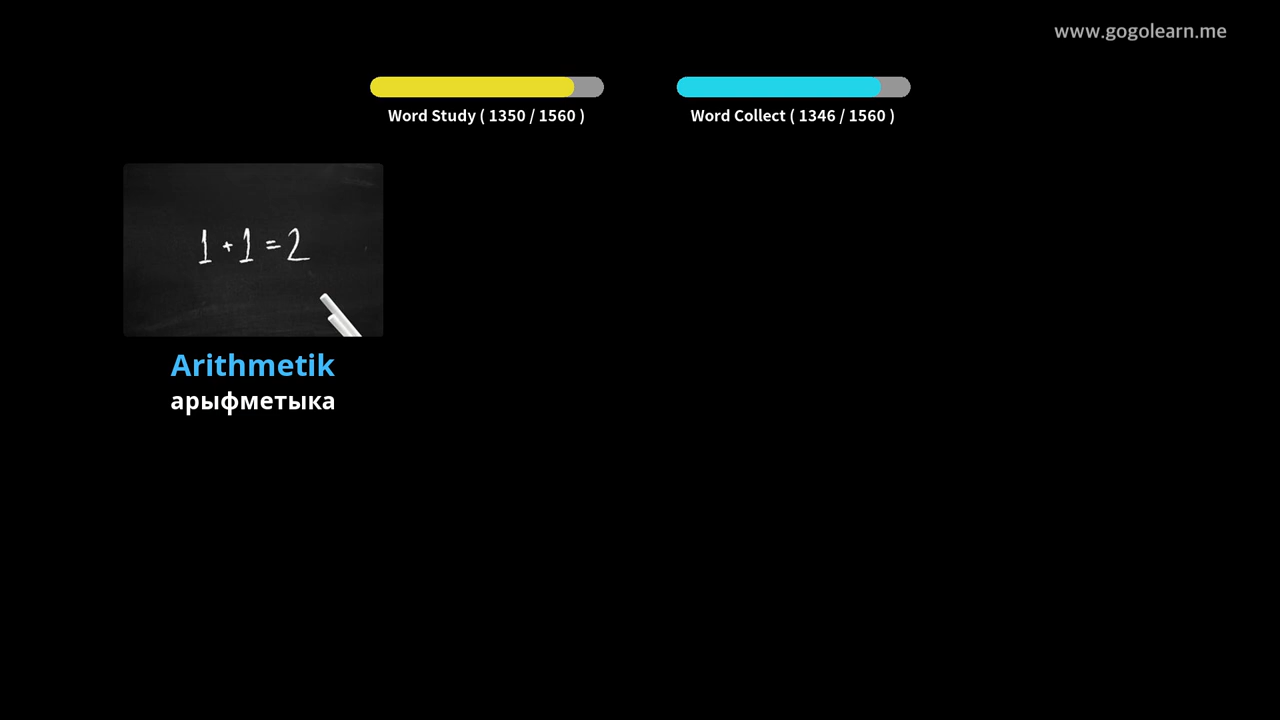 www.gogolearn.me
Word Study ( 1350 / 1560 )
Word Collect ( 1346 / 1560 )
1 + 1 = 2
Arithmetik
арыфметыка